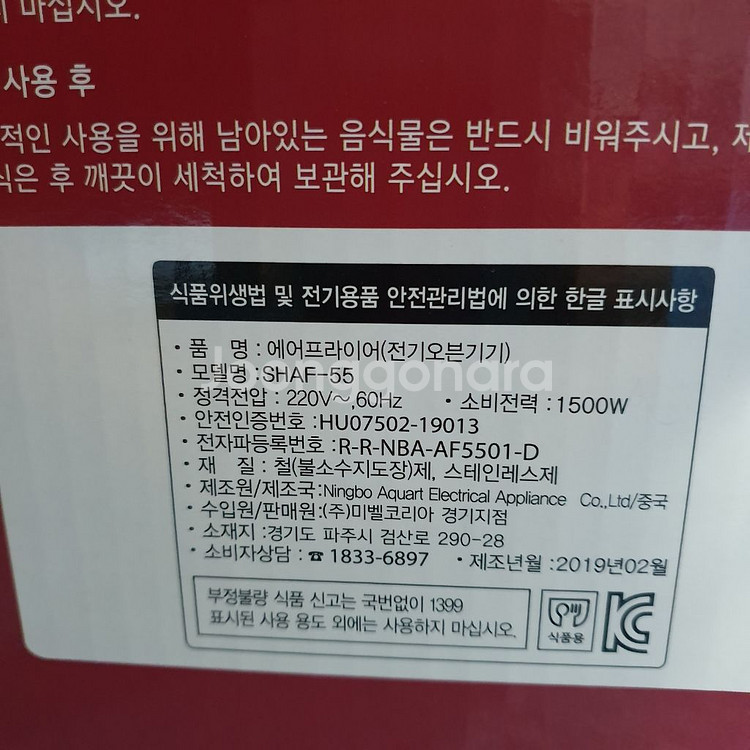 마십시오.
사용 후
적인 사용을 위해 남아있는 음식물은 반드시 비워주시고,
식은 후 깨끗이 세척하여 보관해 주십시오.
식품위생법 및 전기용품 안전관리법에 의한 한글 표시사항
• 품 명 : 에어프라이어(전기오븐기기)
• 모델명 : SHAF-55
Joonggonara
• 정격전압 : 220V~,60Hz • 소비전력 : 1500W
• 안전인증번호 : HU07502-19013
• 전자파등록번호 : R-R-NBA-AF5501-D
• 재 질 : 철(불소수지도장)제, 스테인레스제
• 제조원/제조국 : Ningbo Aquart Electrical Appliance Co.,Ltd/중국
• 수입원/판매원 : (주)미벨코리아 경기지점
• 소재지 : 경기도 파주시 검산로 290-28
• 소비자상담 : ☎ 1833-6897 • 제조년월 : 2019년02월
부정불량 식품 신고는 국번없이 1399
표시된 사용 용도 외에는 사용하지 마십시오.
식품용
KC